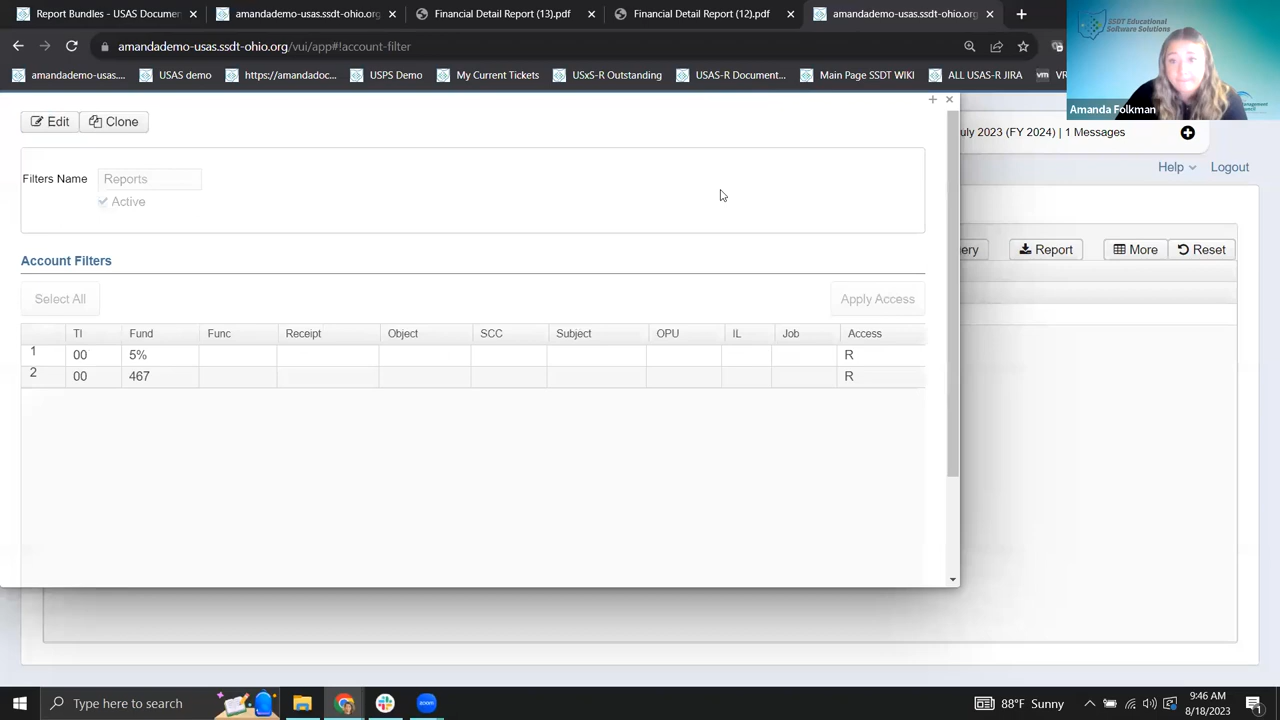 Report Bundles - USAS Documen
amandademo-usas.ssdt-ohio.org
Financial Detail Report (13).pdf
Financial Detail Report (12).pdf
amandademo-usas.ssdt-ohio.org
amandademo-usas.ssdt-ohio.org/vui/app#!account-filter
amandademo-usas....
USAS demo
https://amandadoc...
USPS Demo
My Current Tickets
USxS-R Outstanding
USAS-R Document...
Main Page SSDT WIKI
ALL USAS-R JIRA
SSDT Educational
Software Solutions
Amanda Folkman
uly 2023 (FY 2024) | 1 Messages
Help
Logout
Edit
Clone
Filters Name
Reports
Active
Account Filters
Select All
Apply Access
ery
Report
More
Reset
TI Fund Func Receipt Object SCC Subject OPU IL Job Access
1 00 5% R
2 00 467 R
Type here to search
88°F Sunny
9:46 AM
8/18/2023
1